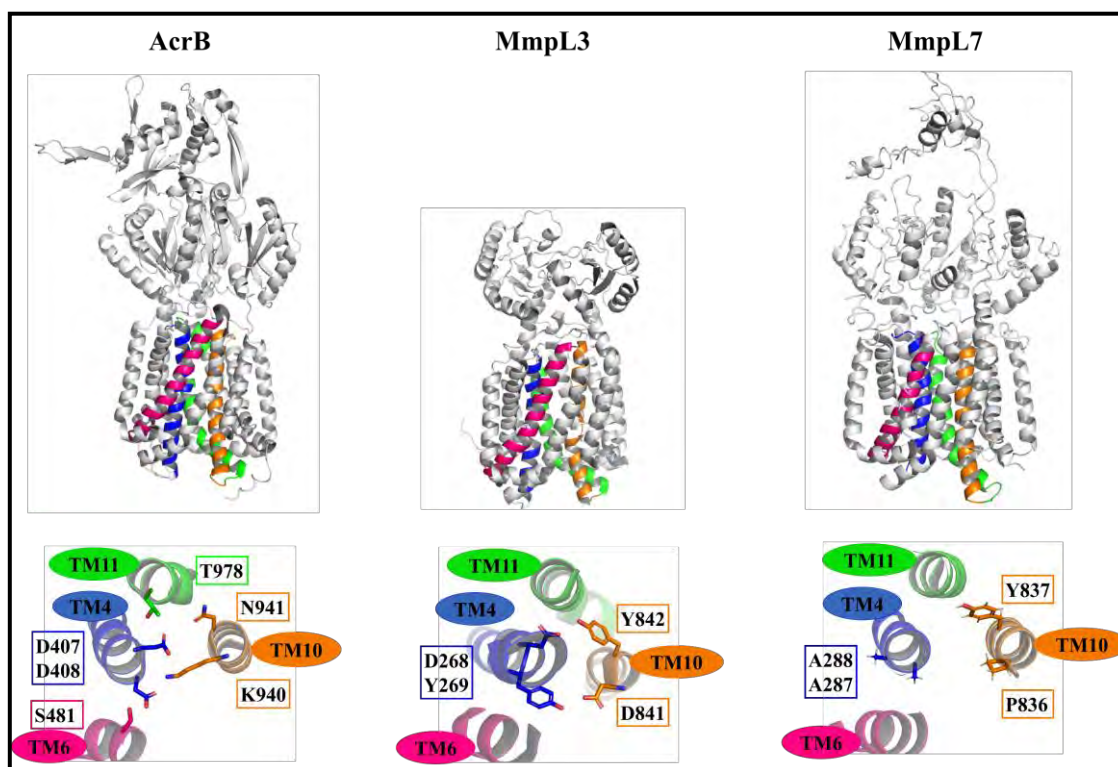 AcrB
MmpL3
MmpL7
TM11
T978
TM4
N941
D407
D408
TM10
K940
S481
TM6
TM11
TM4
Y842
D268
Y269
TM10
D841
TM6
TM11
TM4
Y837
A288
A287
TM10
P836
TM6